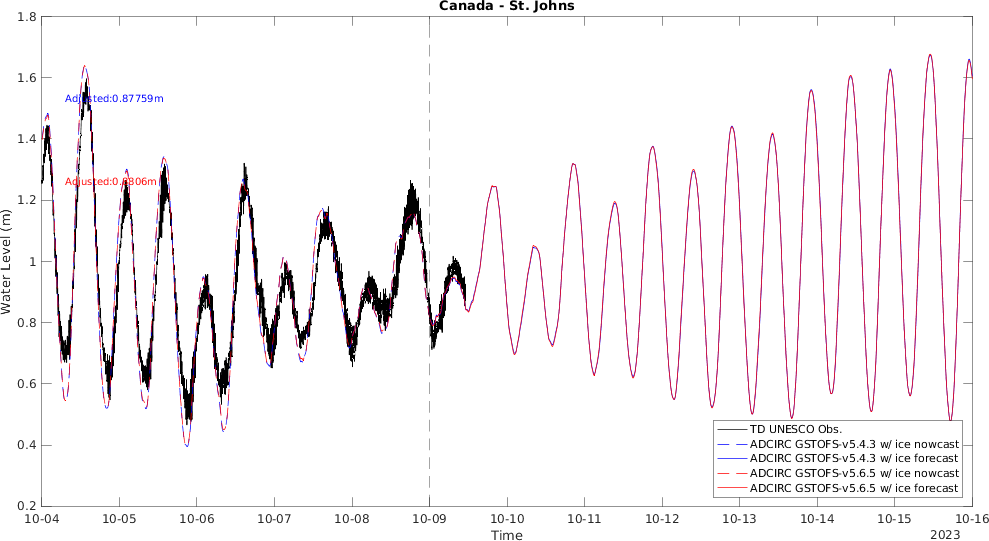 Canada - St. Johns
1.8
1.6
1.4
1.2
1
0.8
0.6
0.4
0.2
Water Level (m)
Adjusted:0.87759m
TD UNESCO Obs.
ADCIRC GSTOFS-v5.4.3 w/ ice nowcast
ADCIRC GSTOFS-v5.4.3 w/ ice forecast
ADCIRC GSTOFS-v5.6.5 w/ ice nowcast
ADCIRC GSTOFS-v5.6.5 w/ ice forecast
10-04 10-05 10-06 10-07 10-08 10-09 10-10 10-11 10-12 10-13 10-14 10-15 10-16
Time
2023